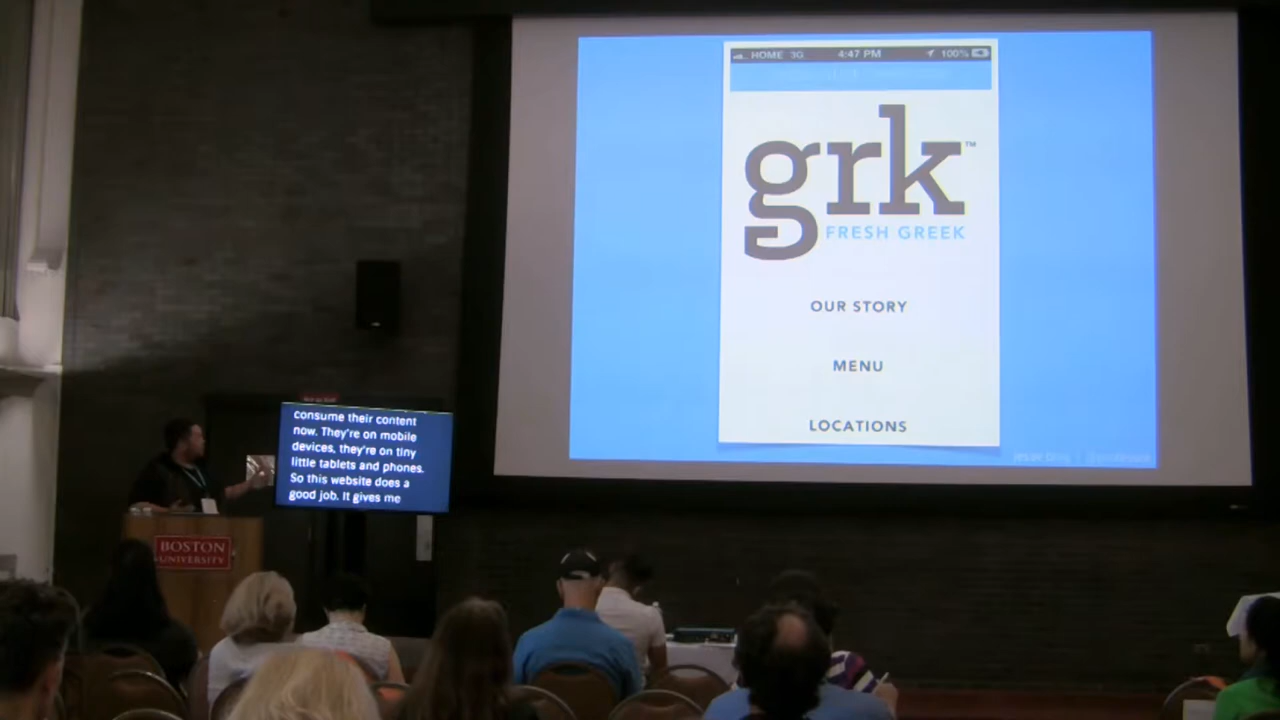 HOME 3G 4:47 PM 100%
grk™
FRESH GREEK
OUR STORY
MENU
LOCATIONS
consume their content
now. They're on mobile
devices, they're on tiny
little tablets and phones.
So this website does a
good job. It gives me
BOSTON
UNIVERSITY